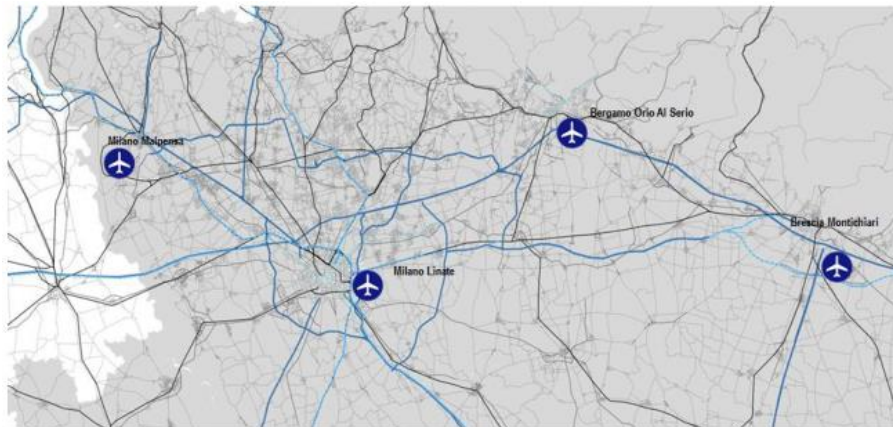 Bergamo Orio Al Serio
Milano Malpensa
Brescia Montichiari
Milano Linate